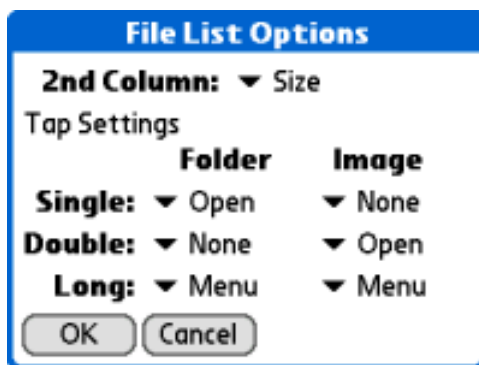 File List Options
2nd Column: Size
Tap Settings
Folder Image
Single: Open None
Double: None Open
Long: Menu Menu
OK Cancel